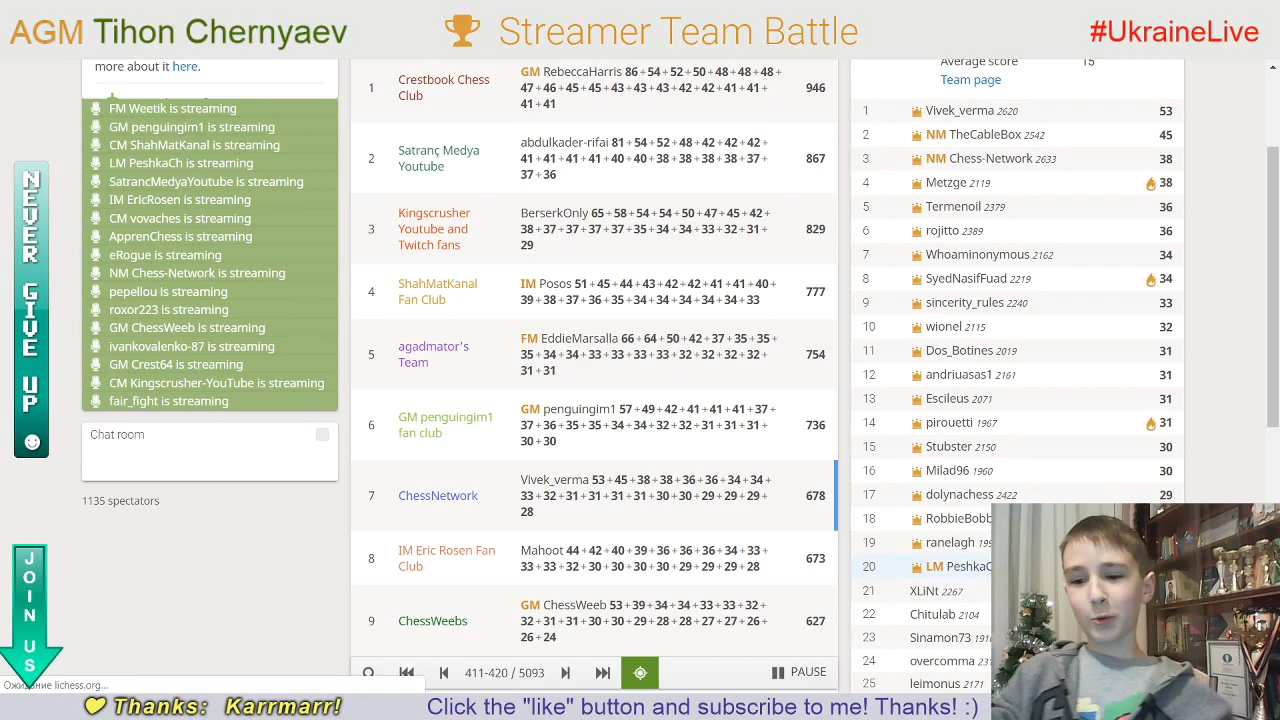 AGM Tihon Chernyaev
Streamer Team Battle
#UkraineLive
NEVER GIVE UP
JOIN US
more about it here.
FM Weetik is streaming
GM penguingim1 is streaming
CM ShahMatKanal is streaming
LM PeshkaCh is streaming
SatrancMedyaYoutube is streaming
IM EricRosen is streaming
CM vovaches is streaming
ApprenChess is streaming
eRogue is streaming
NM Chess-Network is streaming
pepellou is streaming
roxor223 is streaming
GM ChessWeb is streaming
ivankovalenko-87 is streaming
GM Crest64 is streaming
CM Kingscrusher-YouTube is streaming
fair_fight is streaming
Chat room
1135 spectators
Ожидание lichess.org...
1 Crestbook Chess Club GM RebeccaHarris 86 + 54 + 52 + 50 + 48 + 48 + 48 + 946
47 + 46 + 45 + 45 + 43 + 43 + 43 + 42 + 42 + 41 + 41 +
41 + 41
2 Satranç Medya Youtube abdulkader-rifai 81 + 54 + 52 + 48 + 42 + 42 + 42 + 867
41 + 41 + 41 + 41 + 40 + 40 + 38 + 38 + 38 + 38 + 37 +
37 + 36
3 Kingscrusher Youtube and Twitch fans BerserkOnly 65 + 58 + 54 + 54 + 50 + 47 + 45 + 42 + 829
38 + 37 + 37 + 37 + 37 + 35 + 34 + 34 + 33 + 32 + 31 +
29
4 ShahMatKanal Fan Club IM Posos 51 + 45 + 44 + 43 + 42 + 42 + 41 + 41 + 40 + 777
39 + 38 + 37 + 36 + 35 + 34 + 34 + 34 + 34 + 34 + 33
5 agadmator's Team FM EddieMarsalla 66 + 64 + 50 + 42 + 37 + 35 + 35 + 754
35 + 34 + 34 + 33 + 33 + 33 + 33 + 32 + 32 + 32 + 32 +
31 + 31
6 GM penguingim1 fan club GM penguingim1 57 + 49 + 42 + 41 + 41 + 41 + 37 + 736
37 + 36 + 35 + 35 + 34 + 34 + 32 + 32 + 31 + 31 + 31 +
30 + 30
7 ChessNetwork Vivek_verma 53 + 45 + 38 + 38 + 36 + 36 + 34 + 34 + 678
33 + 32 + 31 + 31 + 31 + 31 + 30 + 30 + 29 + 29 + 29 +
28
8 IM Eric Rosen Fan Club Mahoot 44 + 42 + 40 + 39 + 36 + 36 + 36 + 34 + 33 + 673
33 + 33 + 32 + 30 + 30 + 30 + 30 + 29 + 29 + 29 + 28
9 ChessWeebs GM ChessWeeb 53 + 39 + 34 + 34 + 33 + 33 + 32 + 627
32 + 31 + 31 + 30 + 30 + 29 + 28 + 28 + 27 + 27 + 26 +
26 + 24
411-420 / 5093 PAUSE
Average score 15
Team page
1 Vivek_verma 2620 53
2 NM TheCableBox 2542 45
3 NM Chess-Network 2633 38
4 Metzge 2119 38
5 Termenoil 2379 36
6 rojitto 2389 36
7 Whoaminonymous 2162 34
8 SyedNasifFuad 2219 34
9 sincerity_rules 2240 33
10 wionel 2115 32
11 Dos_Botines 2019 31
12 andriuasas1 2161 31
13 Escileus 2071 31
14 pirouetti 1967 31
15 Stubster 2150 30
16 Milad96 1960 30
17 dolynachess 2422 29
18 RobbieBobb
19 ranelagh
20 LM PeshkaC
21 XLiNt 2267
22 Chitulab 2104
23 Sinamon73
24 overcomma
25 leimonus 2171
Thanks: Karrmarr!
Click the "like" button and subscribe to me! Thanks! :)